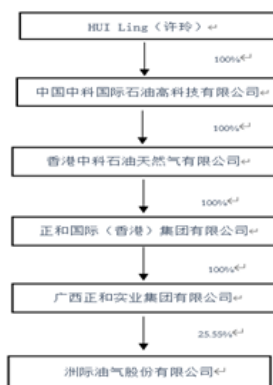 HUI Ling（许玲）
100%
中国中科国际石油高科技有限公司
100%
香港中科石油天然气有限公司
100%
正和国际（香港）集团有限公司
100%
广西正和实业集团有限公司
25.55%
洲际油气股份有限公司